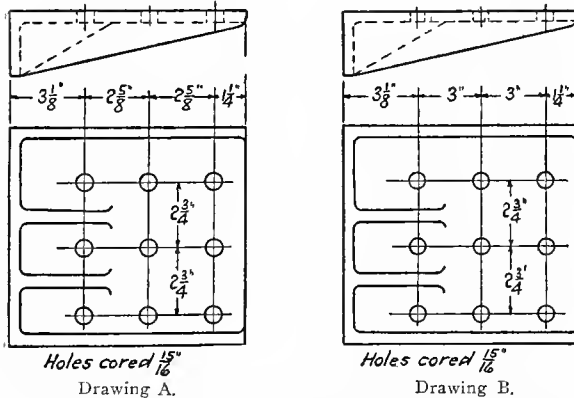 3 1/8" 2 5/8" 2 5/8" 1 1/4"
3 1/8" 3" 3" 1 1/4"
2 3/4"
2 3/4"
2 3/4"
2 3/4'
Holes cored 15/16"
Drawing A.
Holes cored 15/16"
Drawing B.